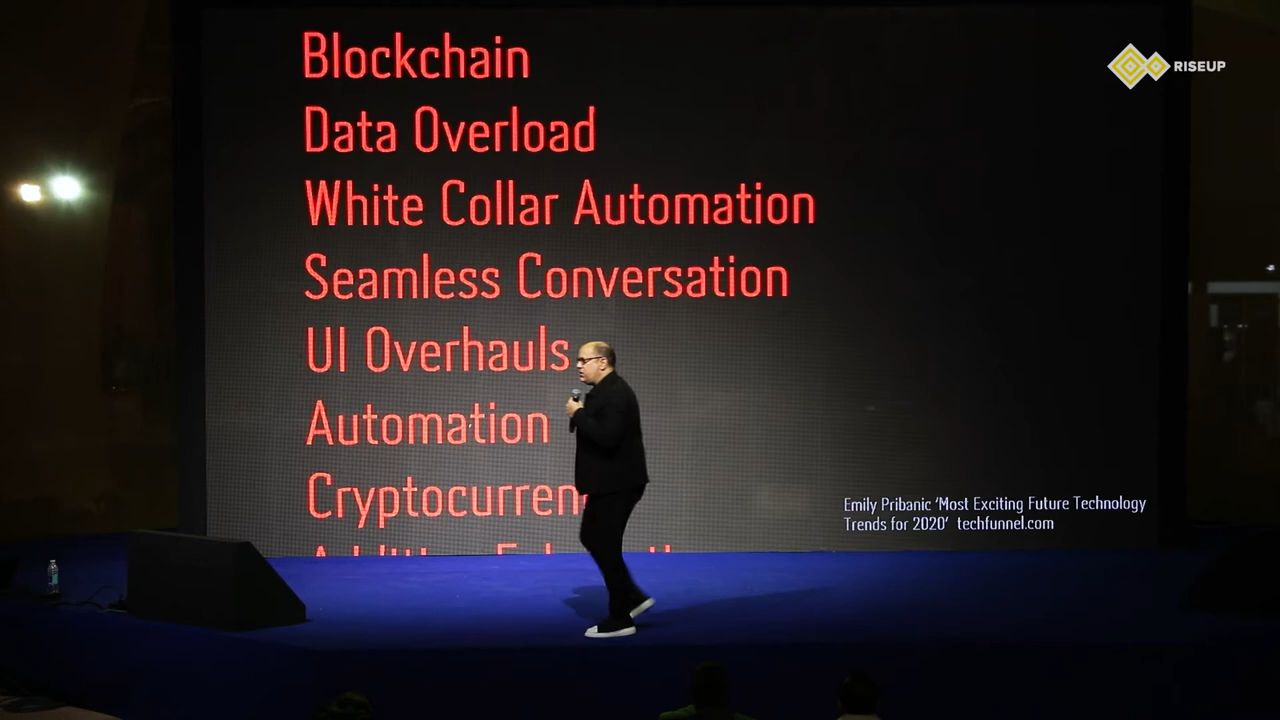 Blockchain
Data Overload
White Collar Automation
Seamless Conversation
UI Overhauls
Automation
Cryptocurren
Emily Pribanic 'Most Exciting Future Technology
Trends for 2020' techfunnel.com
RISEUP